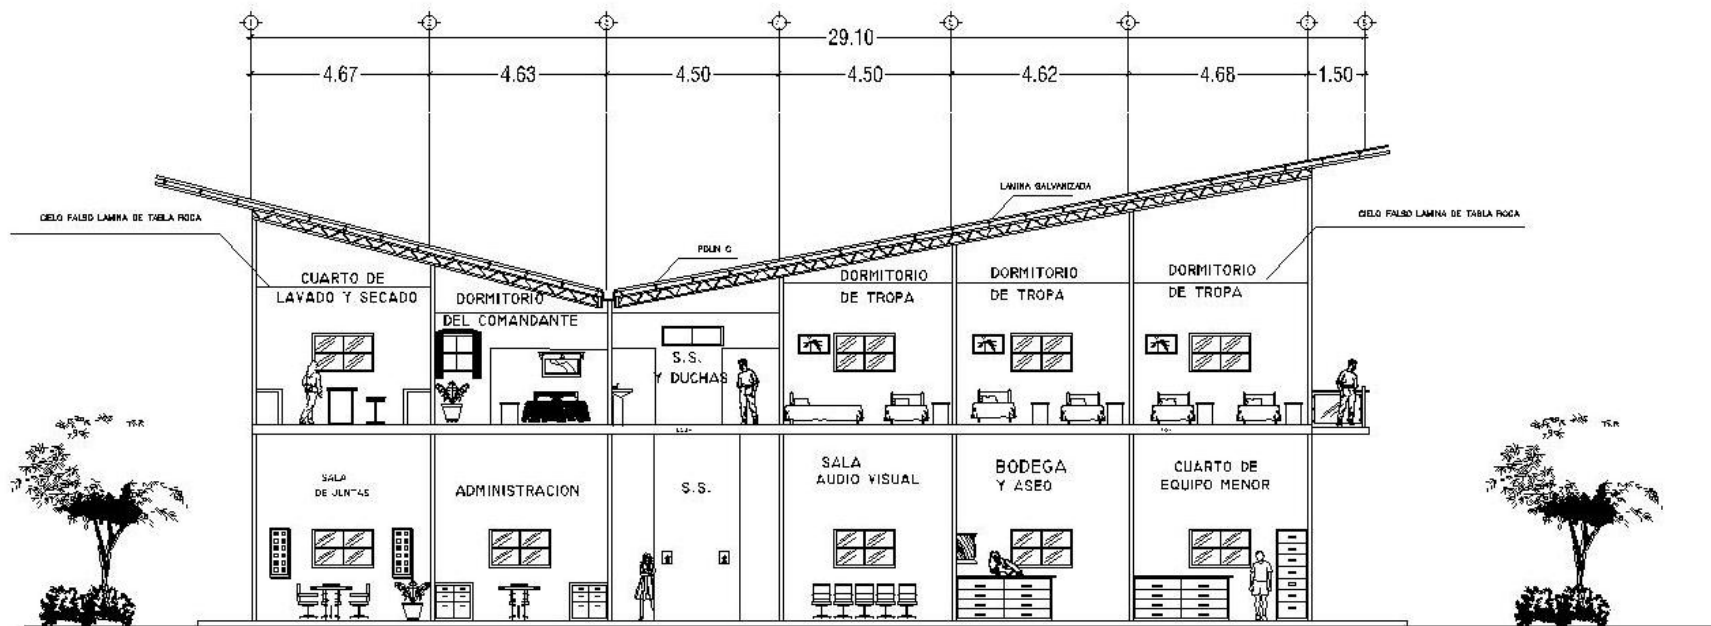 29.10
4.67 4.63 4.50 4.50 4.62 4.68 1.50
LAMINA GALVANIZADA
CIELO FALSO LAMINA DE TABLA ROCA
CIELO FALSO LAMINA DE TABLA ROCA
POLIN C
CUARTO DE
LAVADO Y SECADO
DORMITORIO
DEL COMANDANTE
S.S.
Y DUCHAS
DORMITORIO
DE TROPA
DORMITORIO
DE TROPA
DORMITORIO
DE TROPA
SALA
DE JUNTAS
ADMINISTRACION
S.S.
SALA
AUDIO VISUAL
BODEGA
Y ASEO
CUARTO DE
EQUIPO MENOR